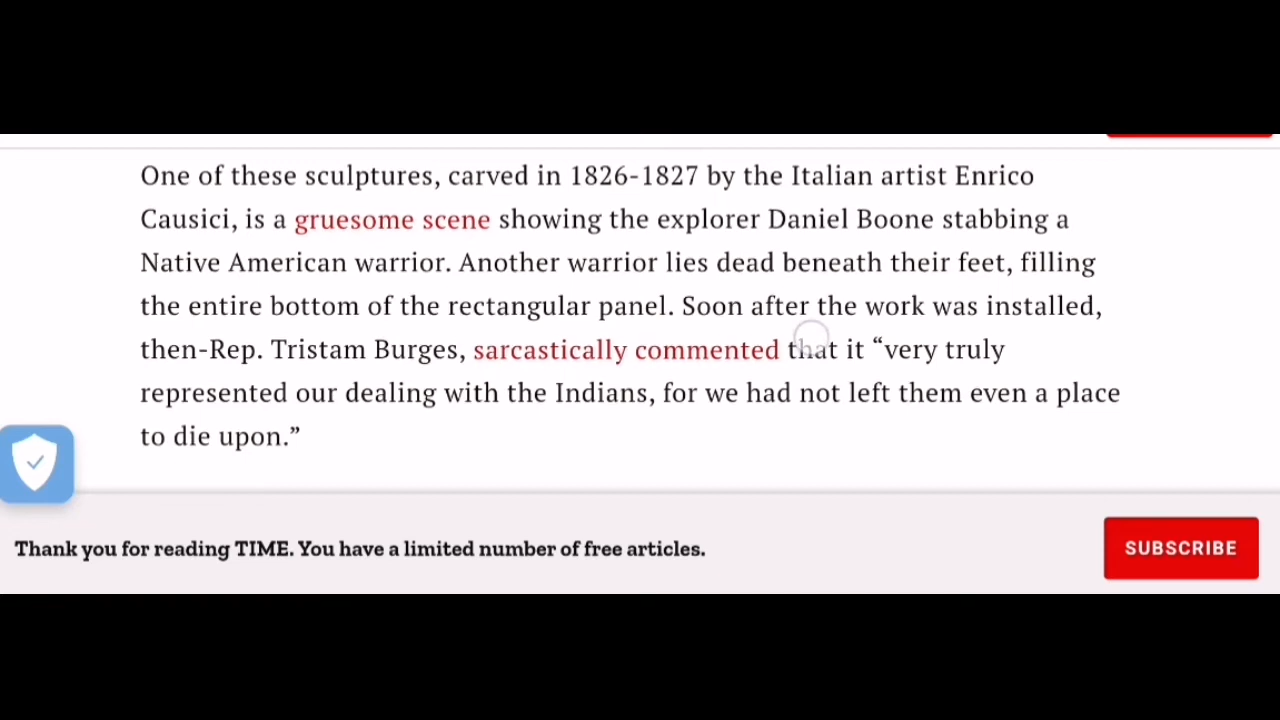 One of these sculptures, carved in 1826-1827 by the Italian artist Enrico
Causici, is a gruesome scene showing the explorer Daniel Boone stabbing a
Native American warrior. Another warrior lies dead beneath their feet, filling
the entire bottom of the rectangular panel. Soon after the work was installed,
then-Rep. Tristam Burges, sarcastically commented that it “very truly
represented our dealing with the Indians, for we had not left them even a place
to die upon.”
Thank you for reading TIME. You have a limited number of free articles.
SUBSCRIBE